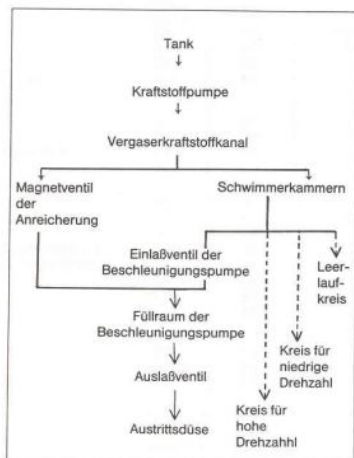 Tank
Kraftstoffpumpe
Vergaserkraftstoffkanal
Magnetventil
der
Anreicherung
Schwimmerkammern
Einlaßventil der
Beschleunigungspumpe
Leer-
lauf-
kreis
Füllraum der
Beschleunigungspumpe
Kreis für
niedrige
Drehzahl
Auslaßventil
Kreis für
hohe
Drehzahhl
Austrittsdüse